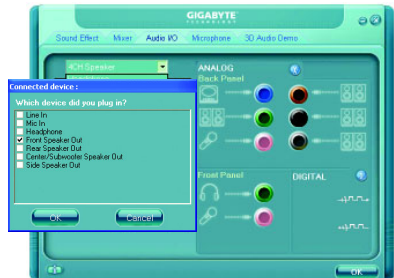 GIGABYTE
TECHNOLOGY
Sound Effect Mixer Audio I/O Microphone 3D Audio Demo
4CH Speaker
Headphone
ANALOG
Back Panel
Connected device :
Which device did you plug in?
Line In
Mic In
Headphone
Front Speaker Out
Rear Speaker Out
Center/Subwoofer Speaker Out
Side Speaker Out
OK Cancel
Front Panel
DIGITAL
OK